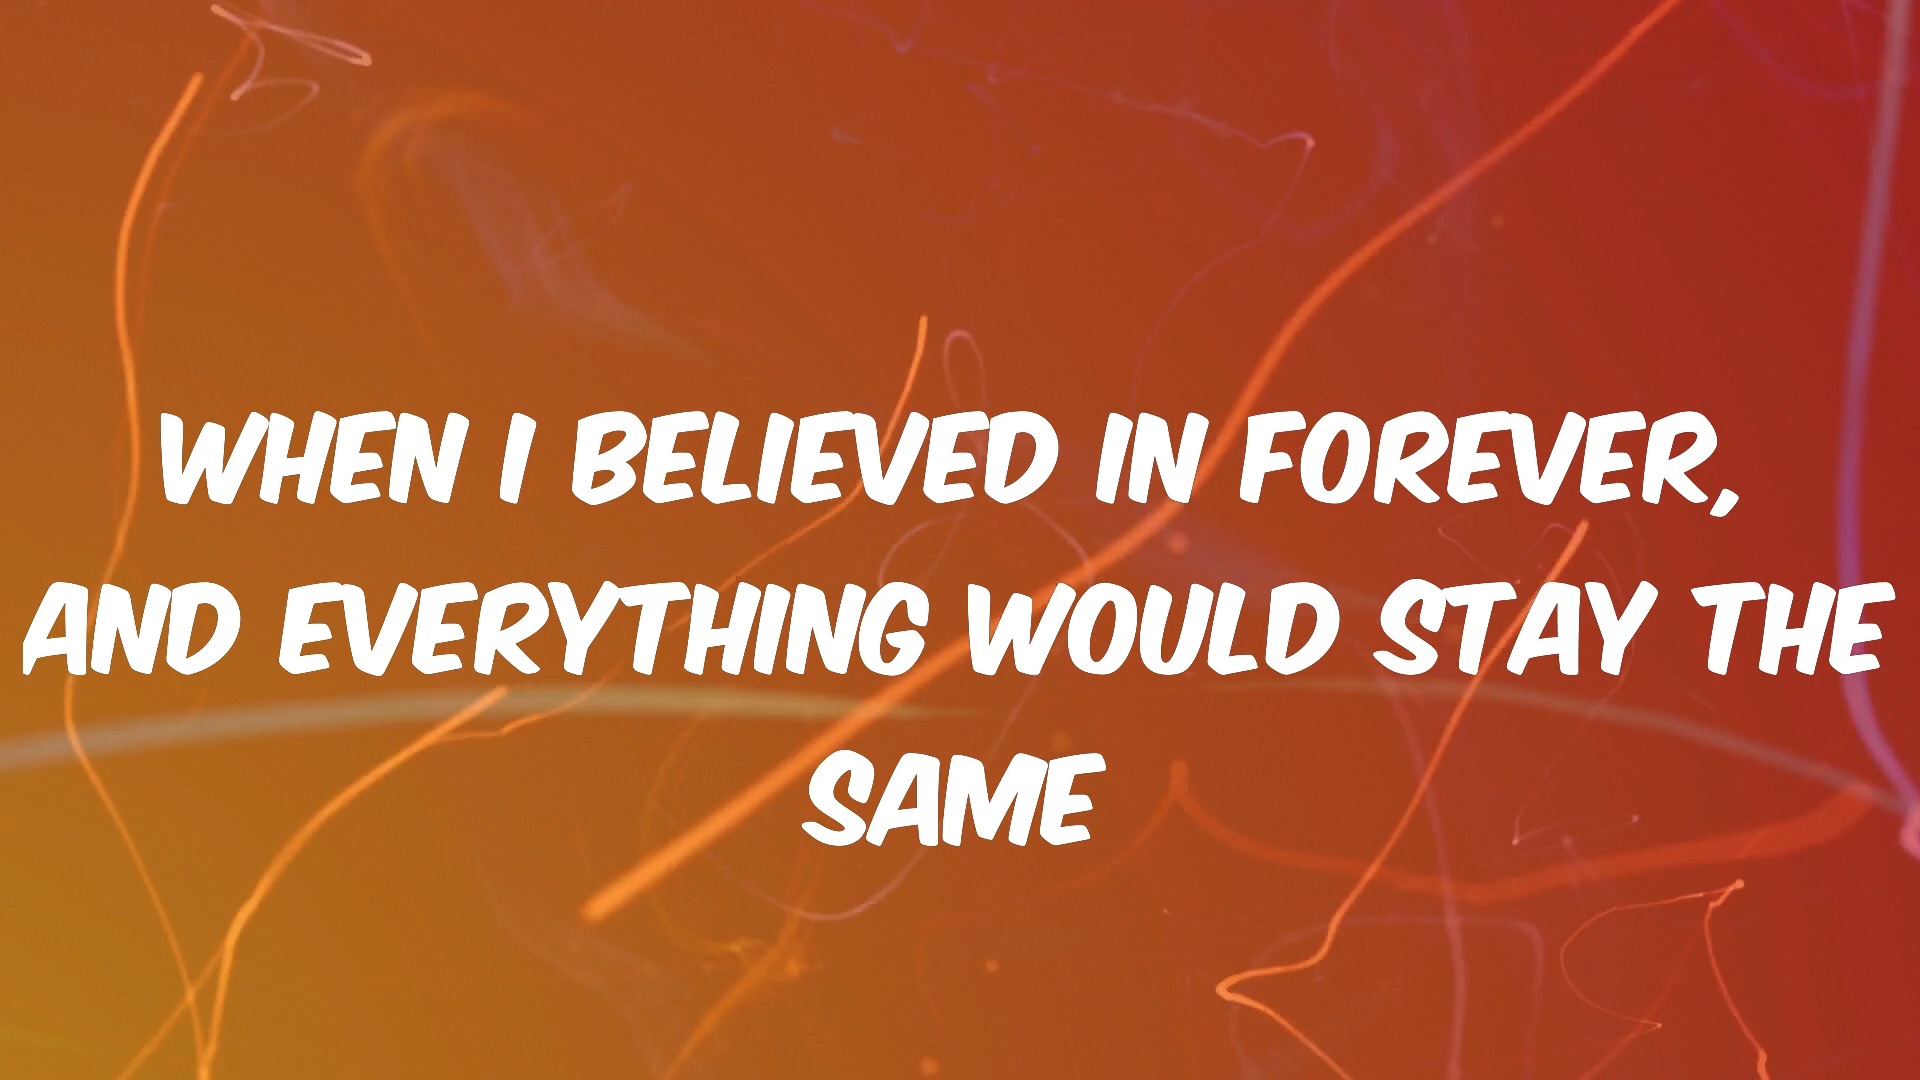 WHEN I BELIEVED IN FOREVER,
AND EVERYTHING WOULD STAY THE
SAME